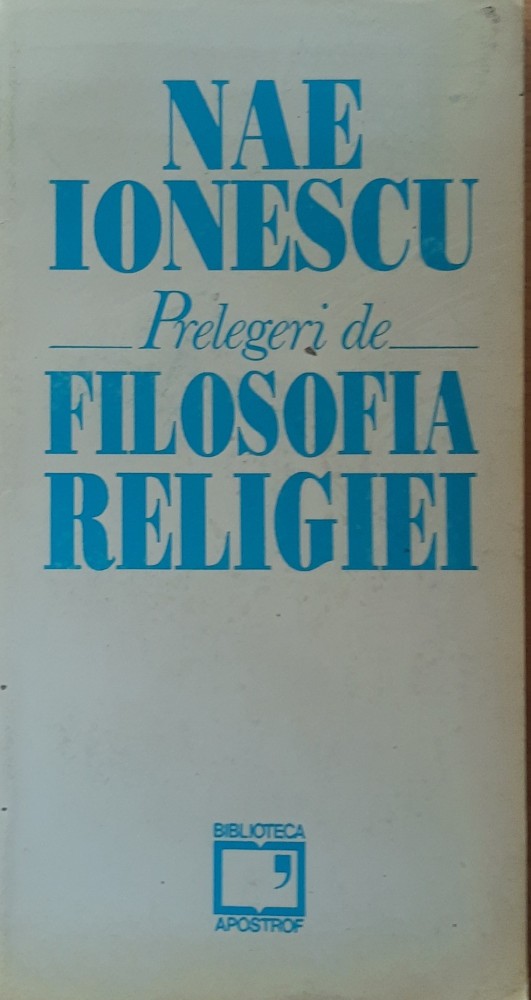 NAE
IONESCU
Prelegeri de
FILOSOFIA
RELIGIEI
BIBLIOTECA
,
APOSTROF